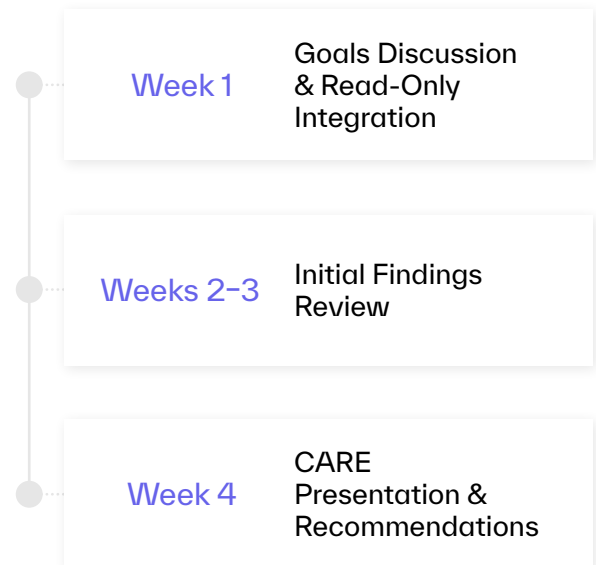 Week 1
Goals Discussion
& Read-Only
Integration
Weeks 2–3
Initial Findings
Review
Week 4
CARE
Presentation &
Recommendations